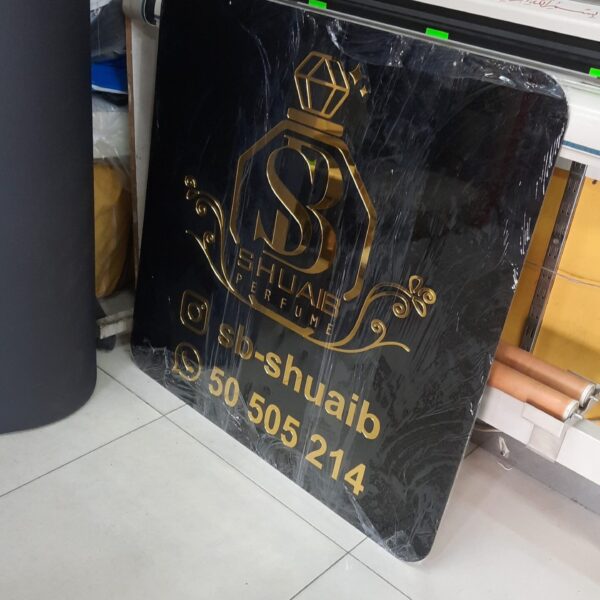 SB
SHUAIB
PERFUME
sb-shuaib
50 505 214